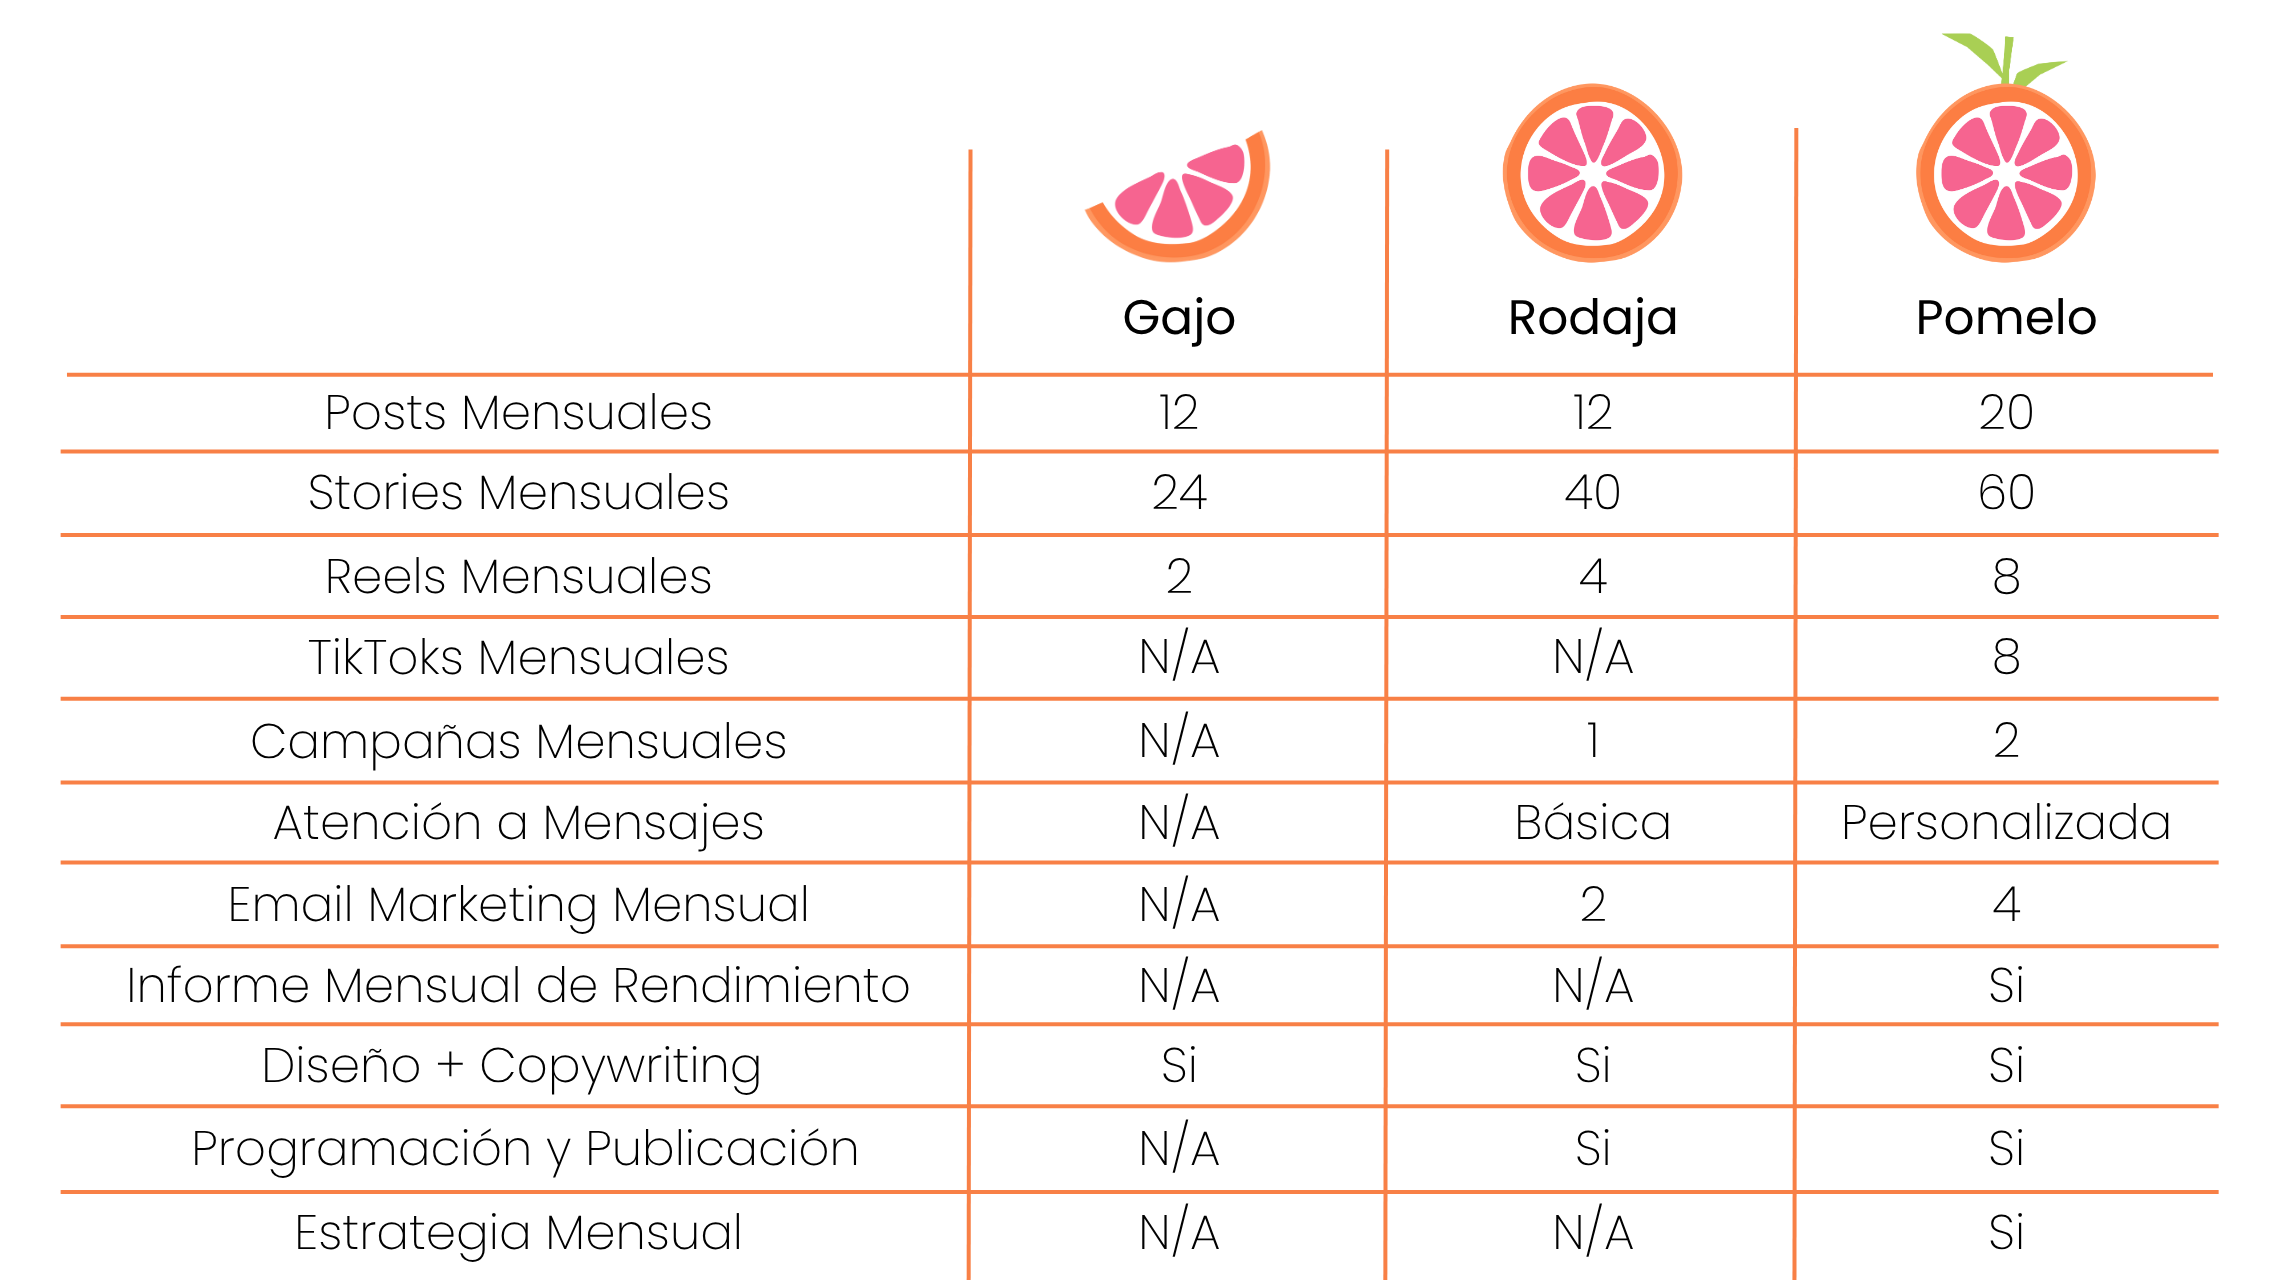 Gajo Rodaja Pomelo
Posts Mensuales 12 12 20
Stories Mensuales 24 40 60
Reels Mensuales 2 4 8
TikToks Mensuales N/A N/A 8
Campañas Mensuales N/A 1 2
Atención a Mensajes N/A Básica Personalizada
Email Marketing Mensual N/A 2 4
Informe Mensual de Rendimiento N/A N/A Si
Diseño + Copywriting Si Si Si
Programación y Publicación N/A Si Si
Estrategia Mensual N/A N/A Si